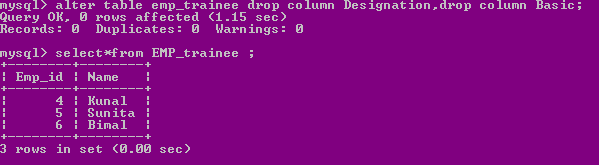 mysql> alter table emp_trainee drop column Designation,drop column Basic;
Query OK, 0 rows affected (1.15 sec)
Records: 0  Duplicates: 0  Warnings: 0

mysql> select*from EMP_trainee ;
+--------+--------+
| Emp_id | Name   |
+--------+--------+
|      4 | Kunal  |
|      5 | Sunita |
|      6 | Bimal  |
+--------+--------+
3 rows in set (0.00 sec)